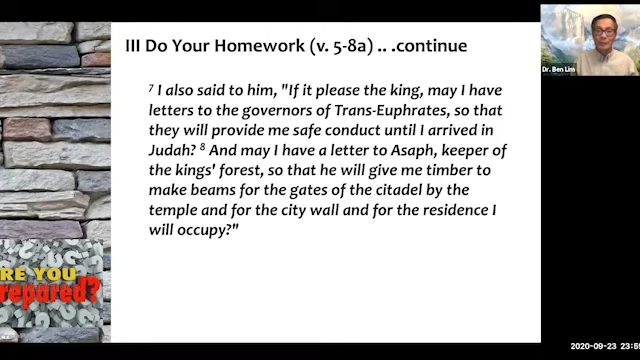 III Do Your Homework (v. 5-8a) .. .continue
Dr. Ben Lim
7 I also said to him, "If it please the king, may I have
letters to the governors of Trans-Euphrates, so that
they will provide me safe conduct until I arrived in
Judah? 8 And may I have a letter to Asaph, keeper of
the kings' forest, so that he will give me timber to
make beams for the gates of the citadel by the
temple and for the city wall and for the residence I
will occupy?"
RE YOU
repared?